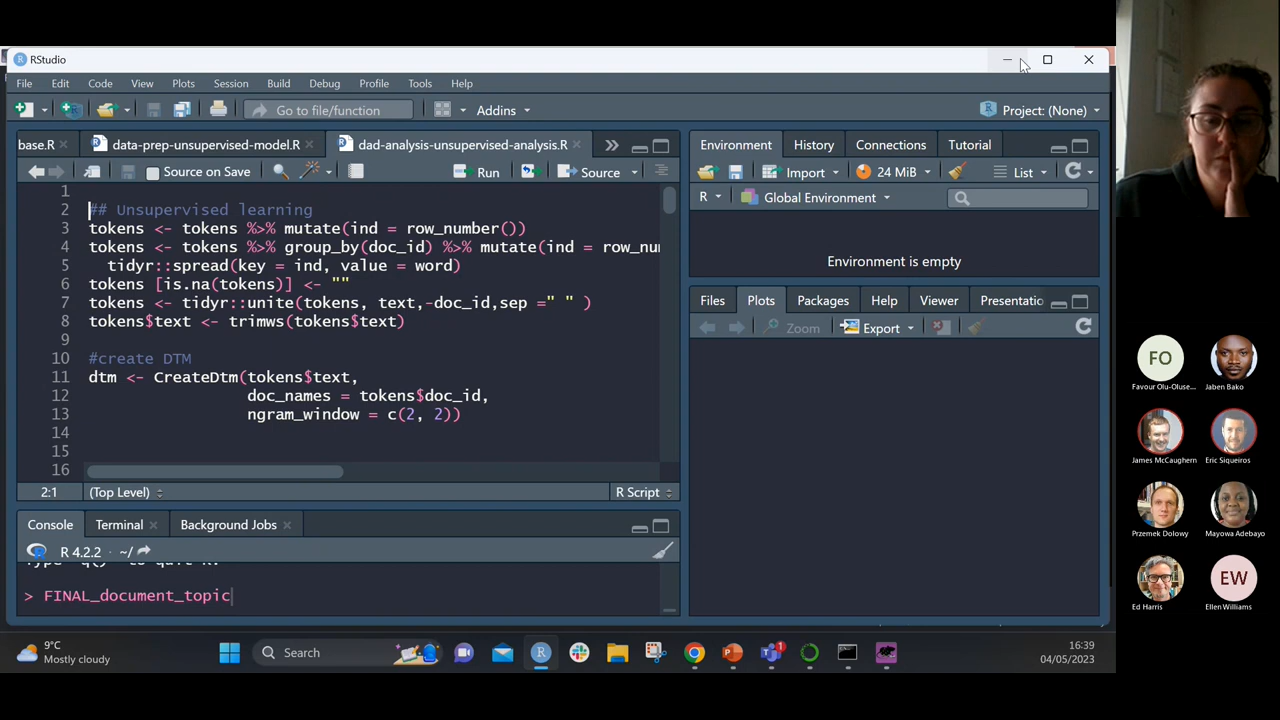 RStudio
File Edit Code View Plots Session Build Debug Profile Tools Help
Go to file/function Addins Project: (None)
base.R data-prep-unsupervised-model.R dad-analysis-unsupervised-analysis.R
Source on Save Run Source
1
2 ## Unsupervised learning
3 tokens <- tokens %>% mutate(ind = row_number())
4 tokens <- tokens %>% group_by(doc_id) %>% mutate(ind = row_nu
5 tidyr::spread(key = ind, value = word)
6 tokens [is.na(tokens)] <- ""
7 tokens <- tidyr::unite(tokens, text,-doc_id,sep =" " )
8 tokens$text <- trimws(tokens$text)
9
10 #create DTM
11 dtm <- CreateDtm(tokens$text,
12 doc_names = tokens$doc_id,
13 ngram_window = c(2, 2))
14
15
16
2:1 (Top Level) R Script
Console Terminal Background Jobs
R 4.2.2 · ~/
Type 'q()' to quit R.
> FINAL_document_topic
Environment History Connections Tutorial
Import 24 MiB List
R Global Environment
Environment is empty
Files Plots Packages Help Viewer Presentatio
Zoom Export
9°C
Mostly cloudy
Search
16:39
04/05/2023
FO
Favour Olu-Oluse... Jaben Bako
James McCaughern Eric Siqueiros
Przemek Dolowy Mayowa Adebayo
EW
Ed Harris Ellen Williams